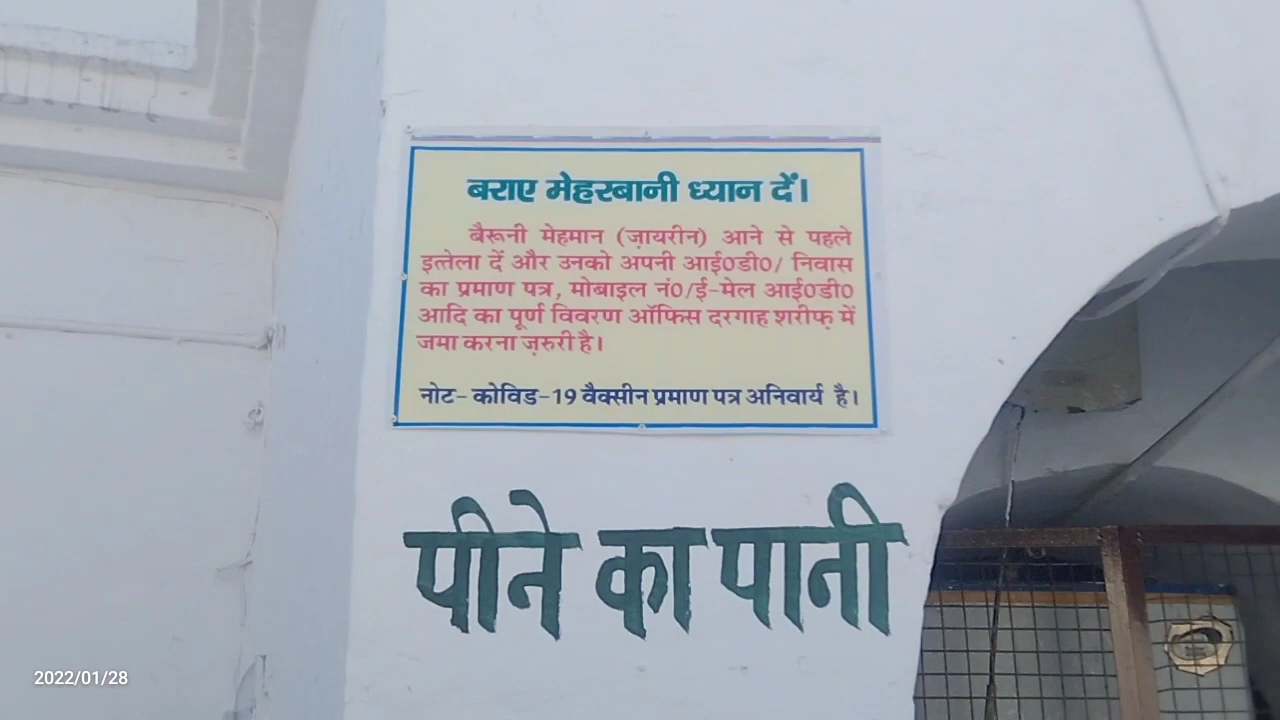 बराए मेहरबानी ध्यान दें।
बैरूनी मेहमान (ज़ायरीन) आने से पहले
इत्तेला दें और उनको अपनी आई0डी0/ निवास
का प्रमाण पत्र, मोबाइल नं0/ई-मेल आई0डी0
आदि का पूर्ण विवरण ऑफिस दरगाह शरीफ़ में
जमा करना ज़रुरी है।
नोट- कोविड-19 वैक्सीन प्रमाण पत्र अनिवार्य है।
पीने का पानी
2022/01/28